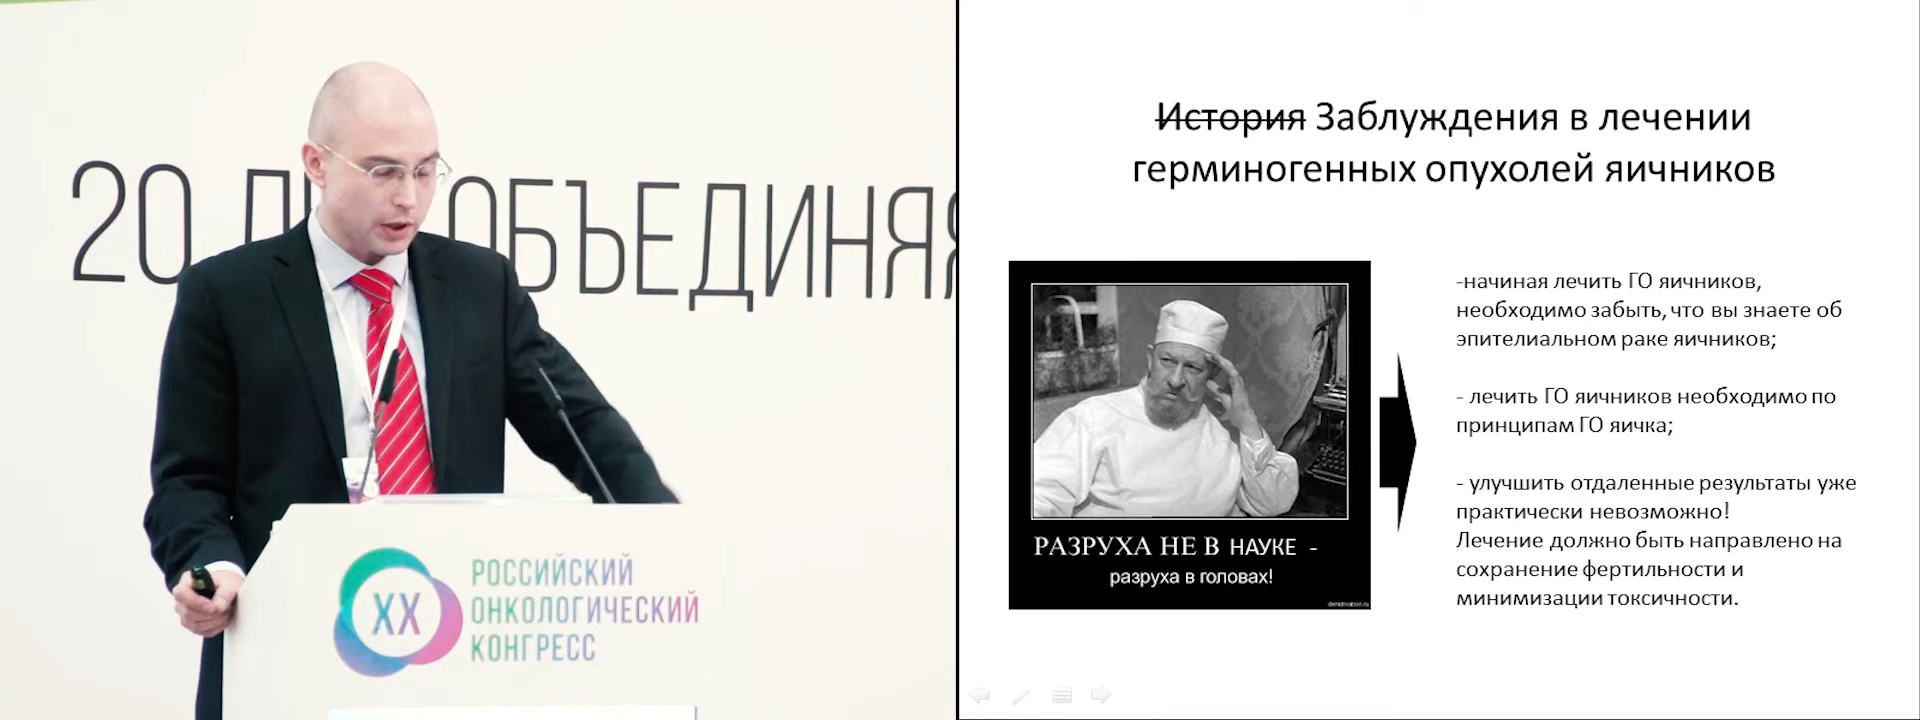 20 ОБЪЕДИНЯЯ
XX
РОССИЙСКИЙ
ОНКОЛОГИЧЕСКИЙ
КОНГРЕСС
История Заблуждения в лечении
герминогенных опухолей яичников
РАЗРУХА НЕ В НАУКЕ -
разруха в головах!
demotivation.ru
-начиная лечить ГО яичников,
необходимо забыть, что вы знаете об
эпителиальном раке яичников;
- лечить ГО яичников необходимо по
принципам ГО яичка;
- улучшить отдаленные результаты уже
практически невозможно!
Лечение должно быть направлено на
сохранение фертильности и
минимизации токсичности.